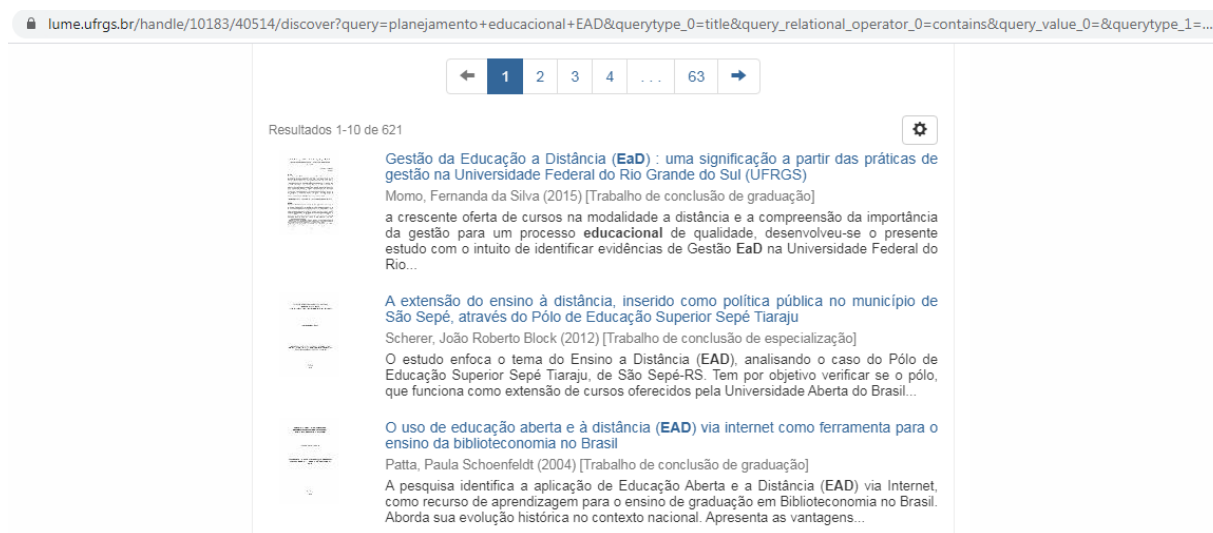 lume.ufrgs.br/handle/10183/40514/discover?query=planejamento+educacional+EAD&querytype_0=title&query_relational_operator_0=contains&query_value_0=&querytype_1=...
1 2 3 4 ... 63
Resultados 1-10 de 621
Gestão da Educação a Distância (EaD) : uma significação a partir das práticas de
gestão na Universidade Federal do Rio Grande do Sul (UFRGS)
Momo, Fernanda da Silva (2015) [Trabalho de conclusão de graduação]
a crescente oferta de cursos na modalidade a distância e a compreensão da importância
da gestão para um processo educacional de qualidade, desenvolveu-se o presente
estudo com o intuito de identificar evidências de Gestão EaD na Universidade Federal do
Rio...
A extensão do ensino à distância, inserido como política pública no município de
São Sepé, através do Pólo de Educação Superior Sepé Tiaraju
Scherer, João Roberto Block (2012) [Trabalho de conclusão de especialização]
O estudo enfoca o tema do Ensino a Distância (EAD), analisando o caso do Pólo de
Educação Superior Sepé Tiaraju, de São Sepé-RS. Tem por objetivo verificar se o pólo,
que funciona como extensão de cursos oferecidos pela Universidade Aberta do Brasil...
O uso de educação aberta e à distância (EAD) via internet como ferramenta para o
ensino da biblioteconomia no Brasil
Patta, Paula Schoenfeldt (2004) [Trabalho de conclusão de graduação]
A pesquisa identifica a aplicação de Educação Aberta e a Distância (EAD) via Internet,
como recurso de aprendizagem para o ensino de graduação em Biblioteconomia no Brasil.
Aborda sua evolução histórica no contexto nacional. Apresenta as vantagens...